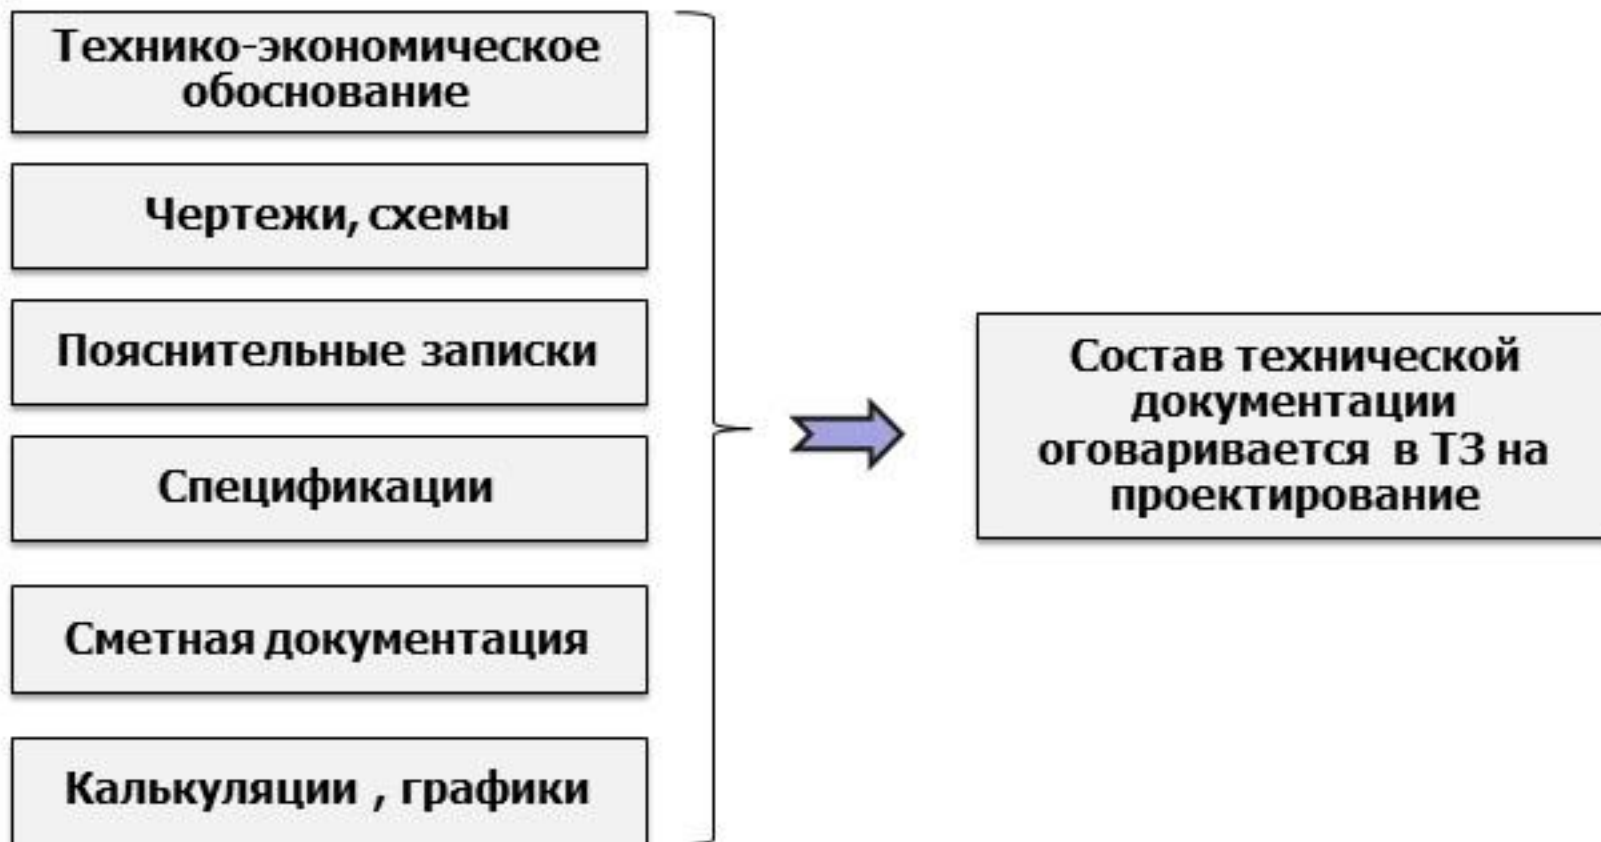 Технико-экономическое
обоснование
Чертежи, схемы
Пояснительные записки
Спецификации
Сметная документация
Калькуляции , графики
Состав технической
документации
оговаривается в ТЗ на
проектирование